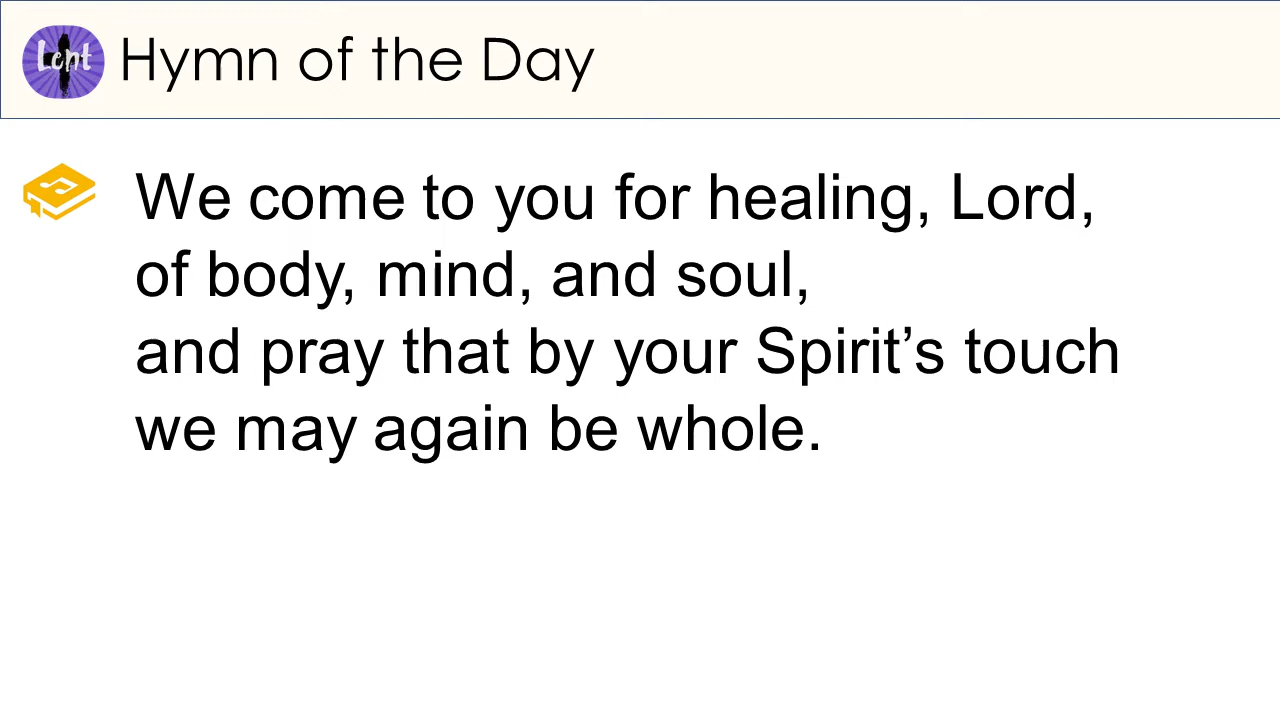 Lent
Hymn of the Day
We come to you for healing, Lord,
of body, mind, and soul,
and pray that by your Spirit’s touch
we may again be whole.